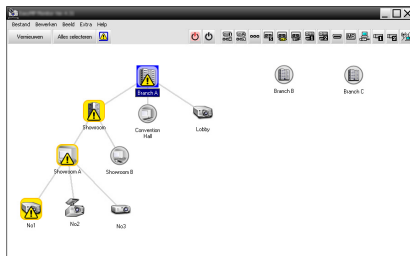 Bestand Bewerken Beeld Extra Help
Vernieuwen Alles selecteren
Branch A
Branch B
Branch C
Showroom
Convention
Hall
Lobby
Showroom A
Showroom B
No1
No2
No3